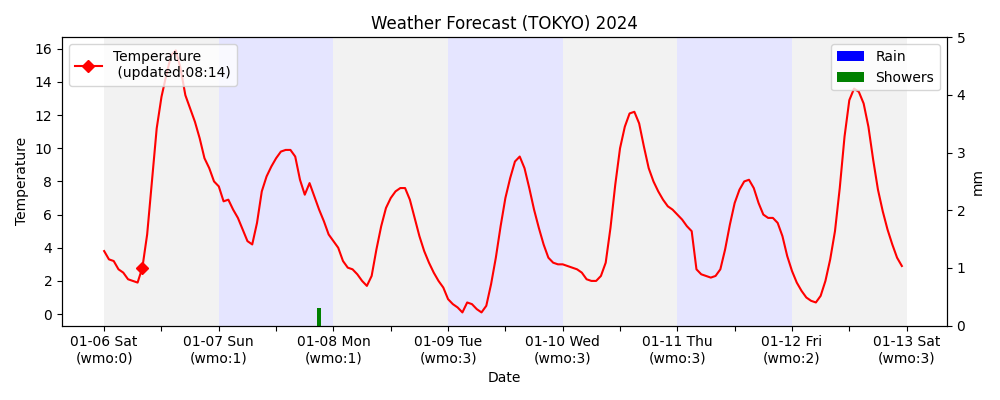 Weather Forecast (TOKYO) 2024
Temperature
(updated:08:14)
Rain
Showers
16
14
12
10
8
6
4
2
0
Temperature
5
4
3
2
1
0
mm
01-06 Sat 01-07 Sun 01-08 Mon 01-09 Tue 01-10 Wed 01-11 Thu 01-12 Fri 01-13 Sat
(wmo:0) (wmo:1) (wmo:1) (wmo:3) (wmo:3) (wmo:3) (wmo:2) (wmo:3)
Date